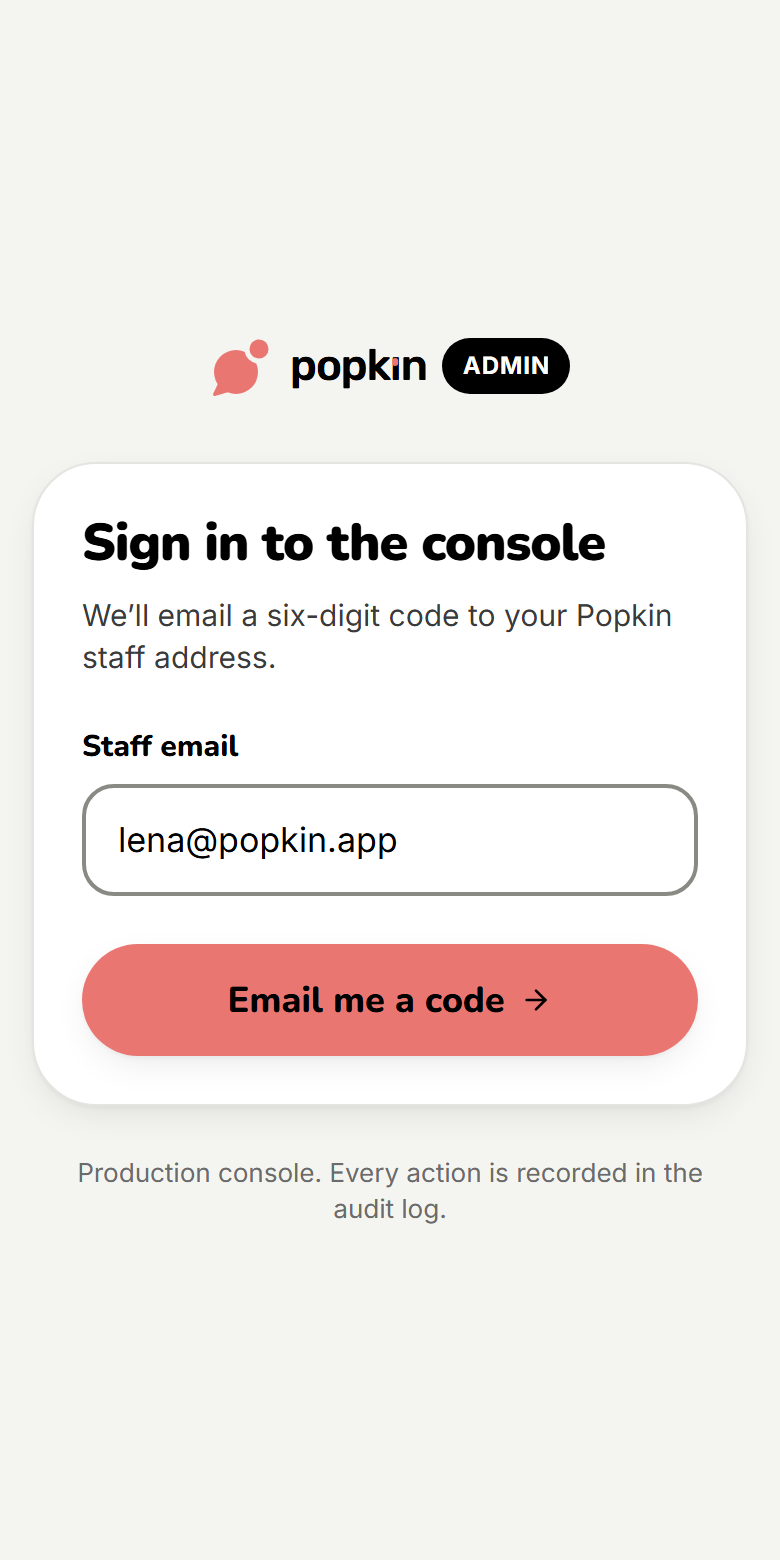 popkin ADMIN
Sign in to the console
We’ll email a six-digit code to your Popkin
staff address.
Staff email
lena@popkin.app
Email me a code →
Production console. Every action is recorded in the
audit log.